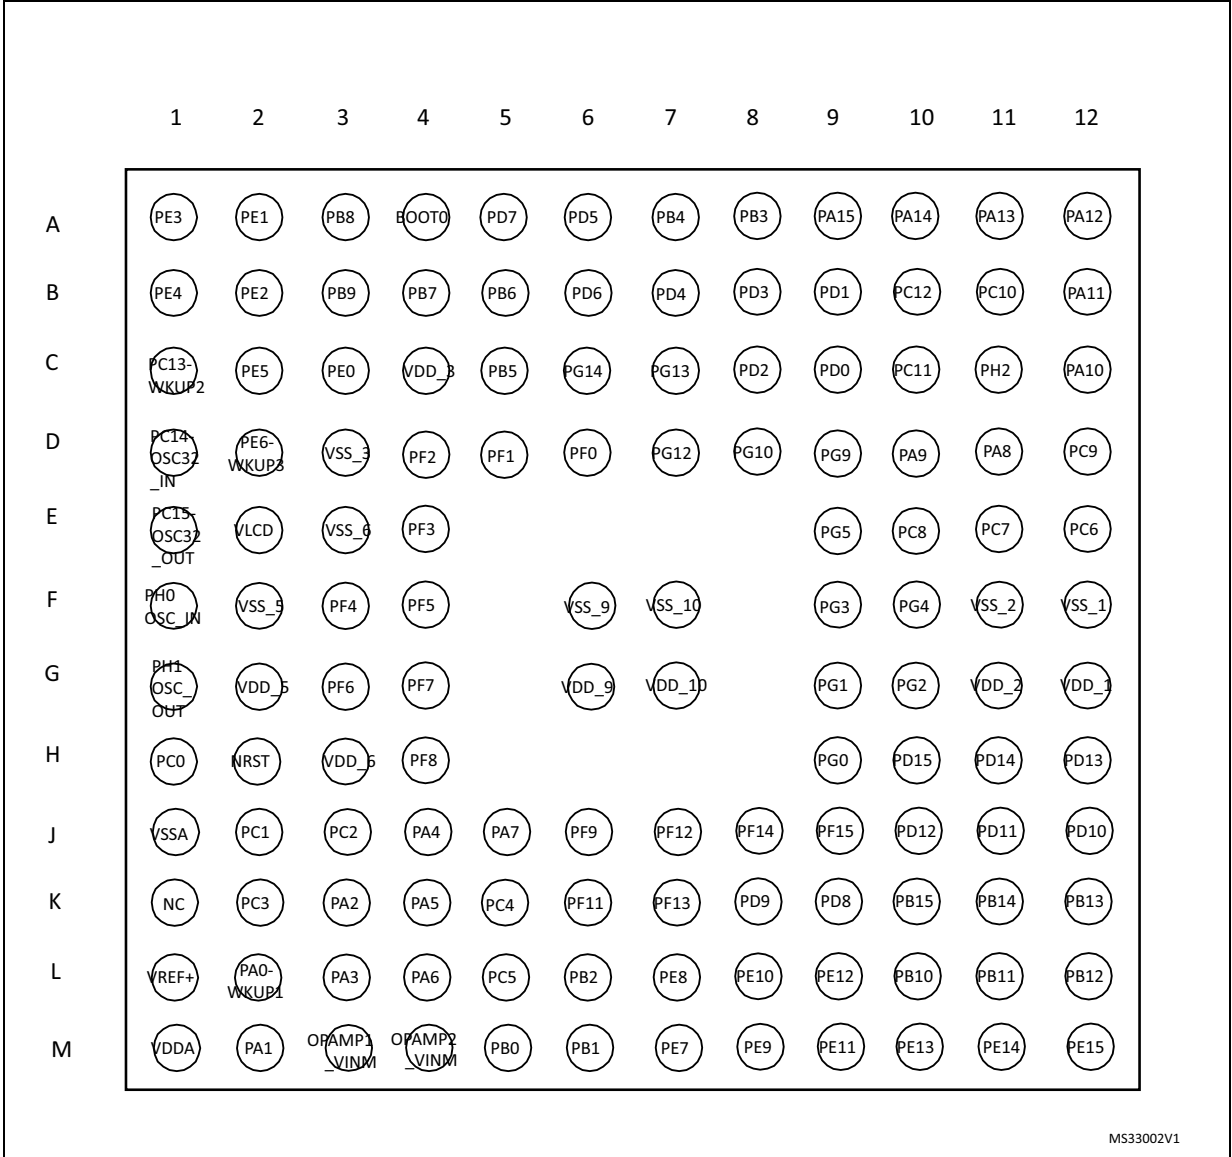 1 2 3 4 5 6 7 8 9 10 11 12
A PE3 PE1 PB8 BOOT0 PD7 PD5 PB4 PB3 PA15 PA14 PA13 PA12
B PE4 PE2 PB9 PB7 PB6 PD6 PD4 PD3 PD1 PC12 PC10 PA11
C PC13-WKUP2 PE5 PE0 VDD_3 PB5 PG14 PG13 PD2 PD0 PC11 PH2 PA10
D PC14-OSC32_IN PE6-WKUP3 VSS_3 PF2 PF1 PF0 PG12 PG10 PG9 PA9 PA8 PC9
E PC15-OSC32_OUT VLCD VSS_6 PF3 PG5 PC8 PC7 PC6
F PH0 OSC_IN VSS_5 PF4 PF5 VSS_9 VSS_10 PG3 PG4 VSS_2 VSS_1
G PH1 OSC_OUT VDD_5 PF6 PF7 VDD_9 VDD_10 PG1 PG2 VDD_2 VDD_1
H PC0 NRST VDD_6 PF8 PG0 PD15 PD14 PD13
J VSSA PC1 PC2 PA4 PA7 PF9 PF12 PF14 PF15 PD12 PD11 PD10
K NC PC3 PA2 PA5 PC4 PF11 PF13 PD9 PD8 PB15 PB14 PB13
L VREF+ PA0-WKUP1 PA3 PA6 PC5 PB2 PE8 PE10 PE12 PB10 PB11 PB12
M VDDA PA1 OPAMP1_VINM OPAMP2_VINM PB0 PB1 PE7 PE9 PE11 PE13 PE14 PE15
MS33002V1